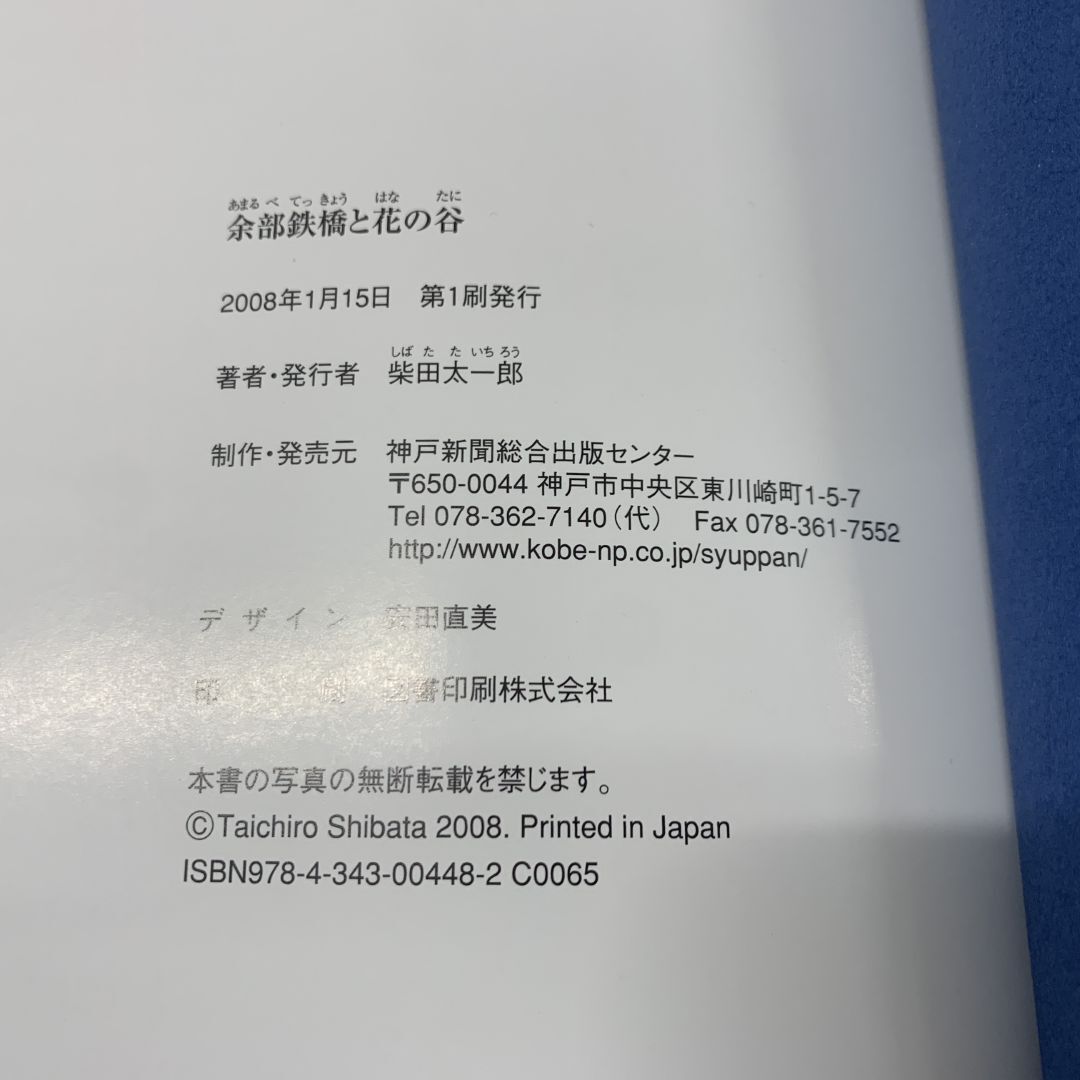 あまるべてっきょう はな たに
余部鉄橋と花の谷
2008年1月15日 第1刷発行
しばたたいちろう
著者・発行者 柴田太一郎
制作・発売元 神戸新聞総合出版センター
〒650-0044 神戸市中央区東川崎町1-5-7
Tel 078-362-7140(代) Fax 078-361-7552
http://www.kobe-np.co.jp/syuppan/
デザイン 安田直美
印刷 図書印刷株式会社
本書の写真の無断転載を禁じます。
©Taichiro Shibata 2008. Printed in Japan
ISBN978-4-343-00448-2 C0065